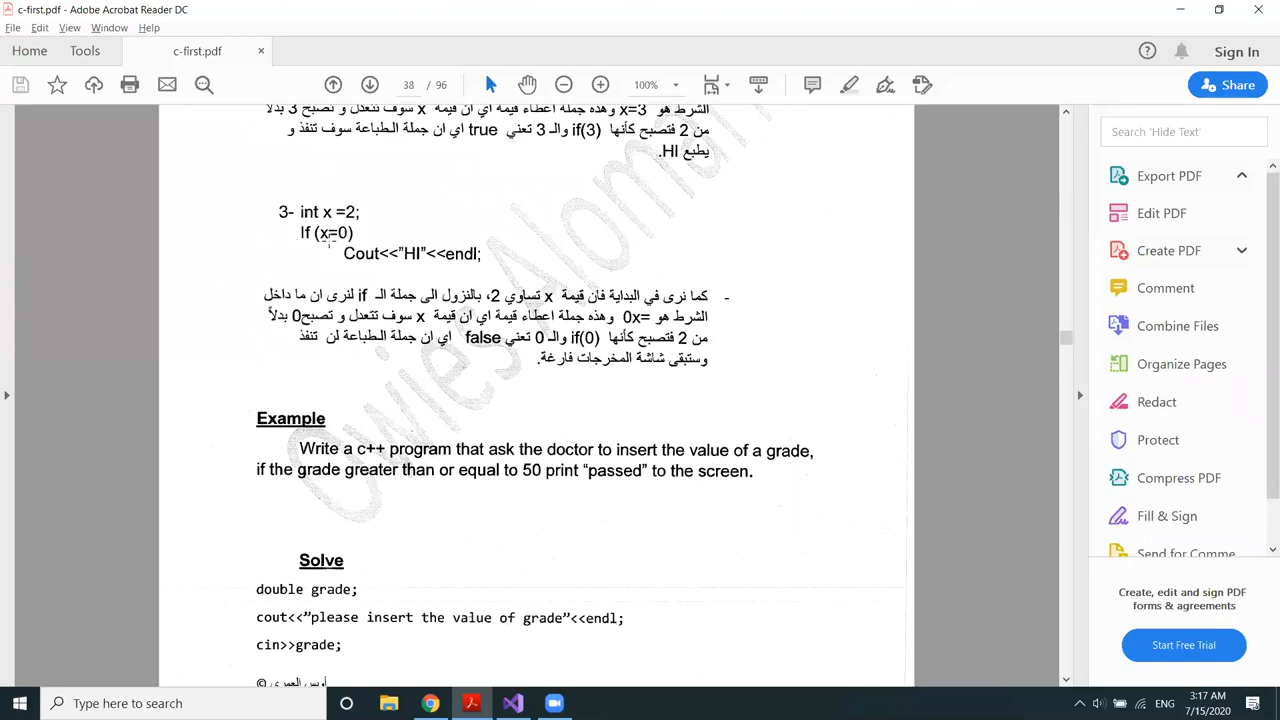 c-first.pdf - Adobe Acrobat Reader DC
File Edit View Window Help
Home Tools c-first.pdf × Sign In
38 / 96 100% Share
الشرط هو x=3 وهذه جملة اعطاء قيمة اي ان قيمة x سوف تتعدل و تصبح 3 بدلاً
من 2 فتصبح كأنها if(3) والـ 3 تعني true اي ان جملة الطباعة سوف تنفذ و
يطبع HI.
3- int x =2;
If (x=0)
Cout<<”HI”<<endl;
- كما نرى في البداية فان قيمة x تساوي 2، بالنزول الى جملة الـ if لنرى ان ما داخل
الشرط هو =0x وهذه جملة اعطاء قيمة اي ان قيمة x سوف تتعدل و تصبح0 بدلاً
من 2 فتصبح كأنها if(0) والـ 0 تعني false اي ان جملة الطباعة لن تنفذ
وستبقى شاشة المخرجات فارغة.
Example
Write a c++ program that ask the doctor to insert the value of a grade,
if the grade greater than or equal to 50 print “passed” to the screen.
Solve
double grade;
cout<<”please insert the value of grade”<<endl;
cin>>grade;
© أويس العمري
Owies Alomari
Search 'Hide Text'
Export PDF
Edit PDF
Create PDF
Comment
Combine Files
Organize Pages
Redact
Protect
Compress PDF
Fill & Sign
Send for Comme
Create, edit and sign PDF
forms & agreements
Start Free Trial
Type here to search
ENG
3:17 AM
7/15/2020